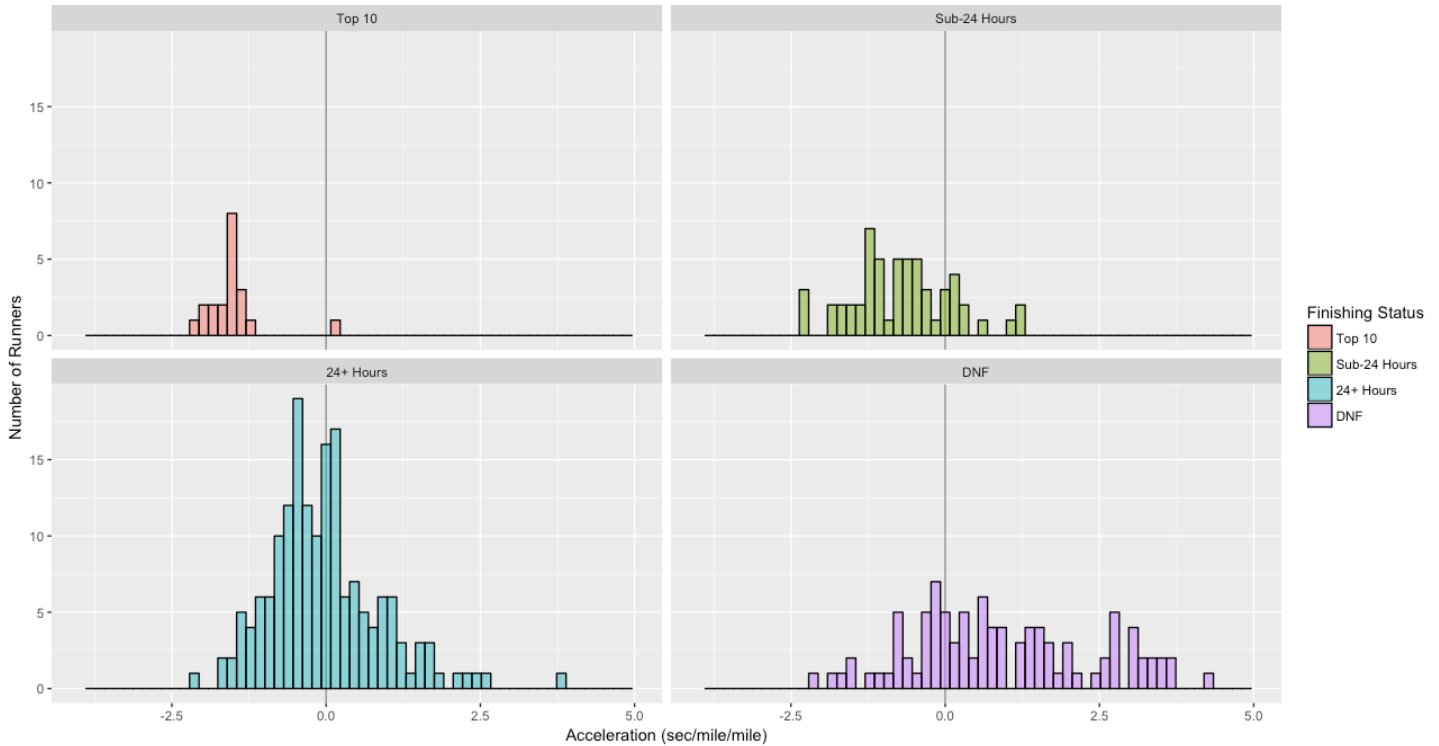 Top 10
Sub-24 Hours
15
10
5
0
24+ Hours
DNF
15
10
5
0
-2.5
0.0
2.5
5.0
-2.5
0.0
2.5
5.0
Number of Runners
Acceleration (sec/mile/mile)
Finishing Status
Top 10
Sub-24 Hours
24+ Hours
DNF